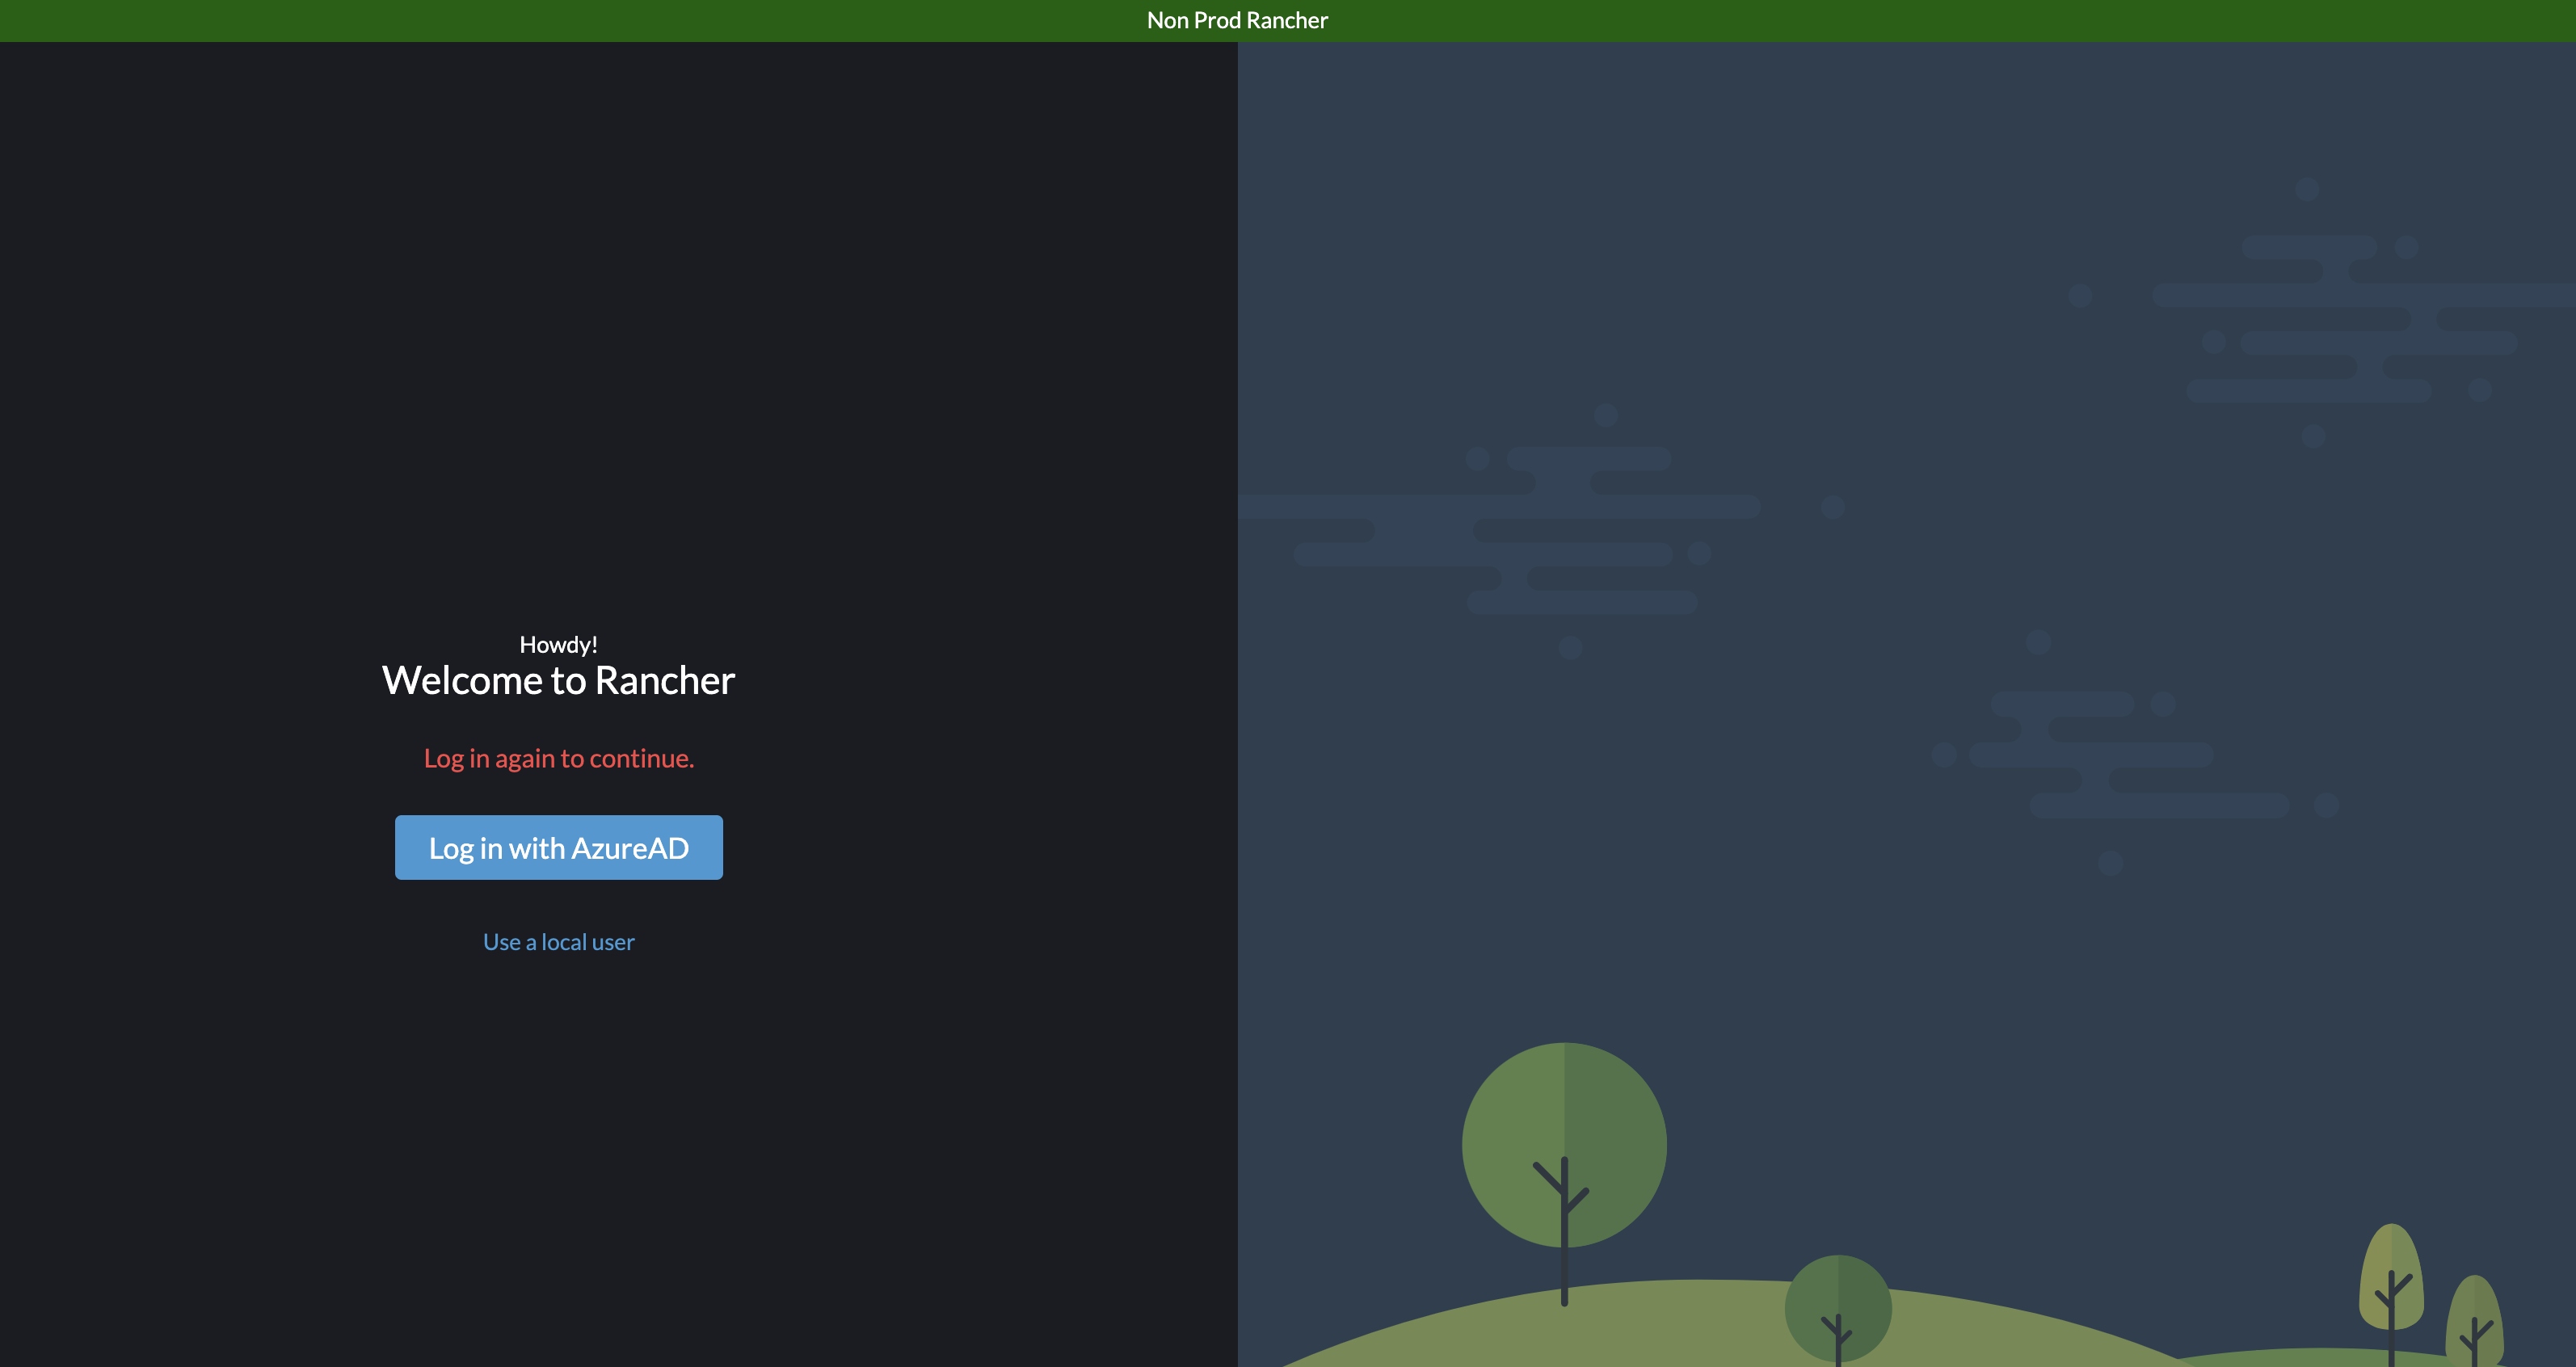 Non Prod Rancher
Howdy!
Welcome to Rancher
Log in again to continue.
Log in with AzureAD
Use a local user